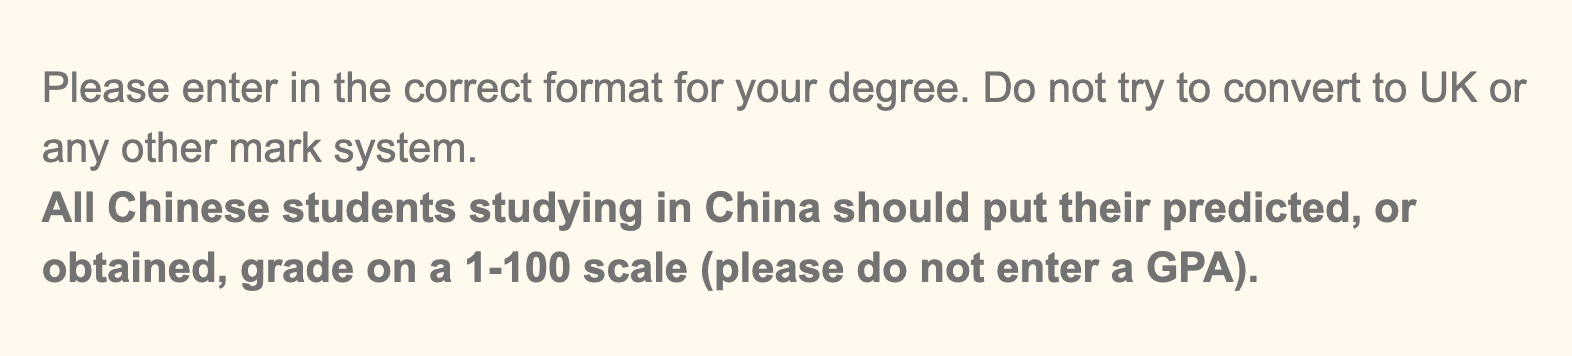 Please enter in the correct format for your degree. Do not try to convert to UK or
any other mark system.
All Chinese students studying in China should put their predicted, or
obtained, grade on a 1-100 scale (please do not enter a GPA).